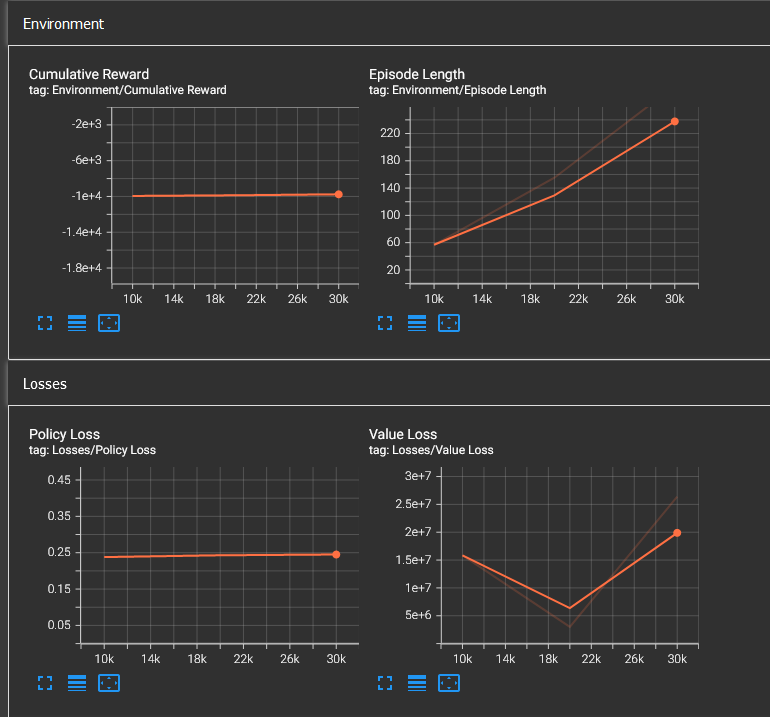 Environment
Cumulative Reward
tag: Environment/Cumulative Reward
-2e+3
-6e+3
-1e+4
-1.4e+4
-1.8e+4
10k 14k 18k 22k 26k 30k
Episode Length
tag: Environment/Episode Length
220
180
140
100
60
20
10k 14k 18k 22k 26k 30k
Losses
Policy Loss
tag: Losses/Policy Loss
0.45
0.35
0.25
0.15
0.05
10k 14k 18k 22k 26k 30k
Value Loss
tag: Losses/Value Loss
3e+7
2.5e+7
2e+7
1.5e+7
1e+7
5e+6
10k 14k 18k 22k 26k 30k